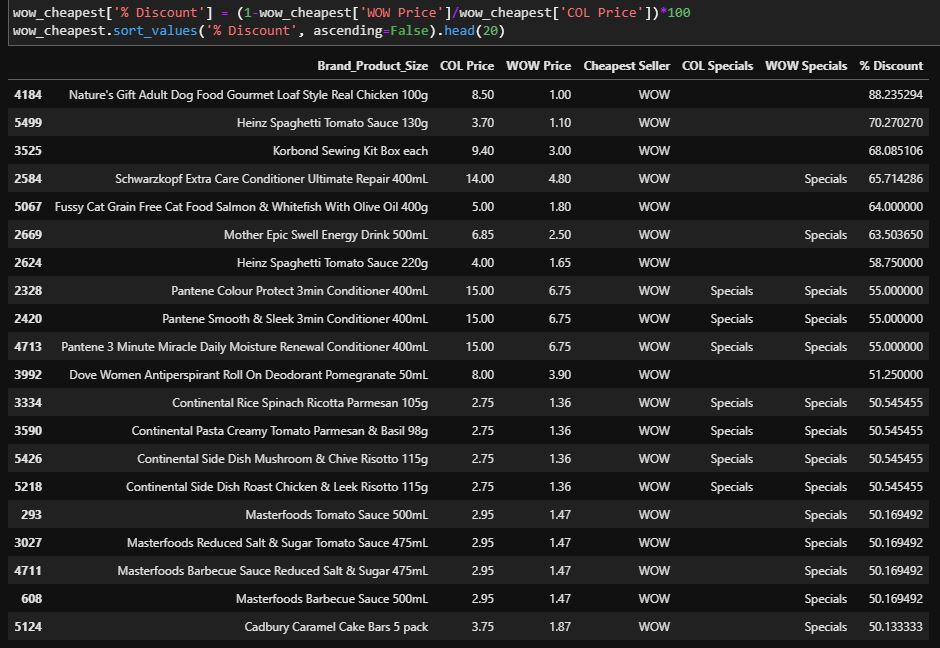 wow_cheapest['% Discount'] = (1-wow_cheapest['WOW Price']/wow_cheapest['COL Price'])*100
wow_cheapest.sort_values('% Discount', ascending=False).head(20)
Brand_Product_Size COL Price WOW Price Cheapest Seller COL Specials WOW Specials % Discount
4184 Nature's Gift Adult Dog Food Gourmet Loaf Style Real Chicken 100g 8.50 1.00 WOW 88.235294
5499 Heinz Spaghetti Tomato Sauce 130g 3.70 1.10 WOW 70.270270
3525 Korbond Sewing Kit Box each 9.40 3.00 WOW 68.085106
2584 Schwarzkopf Extra Care Conditioner Ultimate Repair 400mL 14.00 4.80 WOW Specials 65.714286
5067 Fussy Cat Grain Free Cat Food Salmon & Whitefish With Olive Oil 400g 5.00 1.80 WOW 64.000000
2669 Mother Epic Swell Energy Drink 500mL 6.85 2.50 WOW Specials 63.503650
2624 Heinz Spaghetti Tomato Sauce 220g 4.00 1.65 WOW 58.750000
2328 Pantene Colour Protect 3min Conditioner 400mL 15.00 6.75 WOW Specials Specials 55.000000
2420 Pantene Smooth & Sleek 3min Conditioner 400mL 15.00 6.75 WOW Specials Specials 55.000000
4713 Pantene 3 Minute Miracle Daily Moisture Renewal Conditioner 400mL 15.00 6.75 WOW Specials Specials 55.000000
3992 Dove Women Antiperspirant Roll On Deodorant Pomegranate 50mL 8.00 3.90 WOW 51.250000
3334 Continental Rice Spinach Ricotta Parmesan 105g 2.75 1.36 WOW Specials Specials 50.545455
3590 Continental Pasta Creamy Tomato Parmesan & Basil 98g 2.75 1.36 WOW Specials Specials 50.545455
5426 Continental Side Dish Mushroom & Chive Risotto 115g 2.75 1.36 WOW Specials Specials 50.545455
5218 Continental Side Dish Roast Chicken & Leek Risotto 115g 2.75 1.36 WOW Specials Specials 50.545455
293 Masterfoods Tomato Sauce 500mL 2.95 1.47 WOW Specials 50.169492
3027 Masterfoods Reduced Salt & Sugar Tomato Sauce 475mL 2.95 1.47 WOW Specials 50.169492
4711 Masterfoods Barbecue Sauce Reduced Salt & Sugar 475mL 2.95 1.47 WOW Specials 50.169492
608 Masterfoods Barbecue Sauce 500mL 2.95 1.47 WOW Specials 50.169492
5124 Cadbury Caramel Cake Bars 5 pack 3.75 1.87 WOW Specials 50.133333